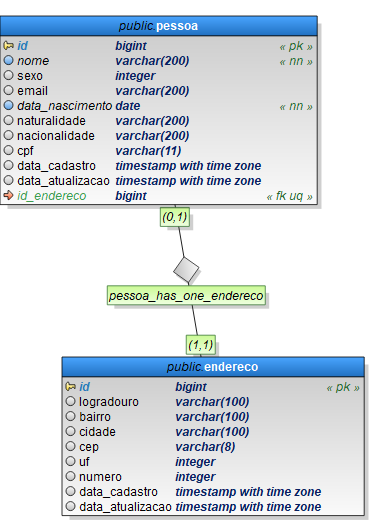 public.pessoa
id bigint « pk »
nome varchar(200) « nn »
sexo integer
email varchar(200)
data_nascimento date « nn »
naturalidade varchar(200)
nacionalidade varchar(200)
cpf varchar(11)
data_cadastro timestamp with time zone
data_atualizacao timestamp with time zone
id_endereco bigint « fk uq »
(0,1)
pessoa_has_one_endereco
(1,1)
public.endereco
id bigint « pk »
logradouro varchar(100)
bairro varchar(100)
cidade varchar(100)
cep varchar(8)
uf integer
numero integer
data_cadastro timestamp with time zone
data_atualizacao timestamp with time zone